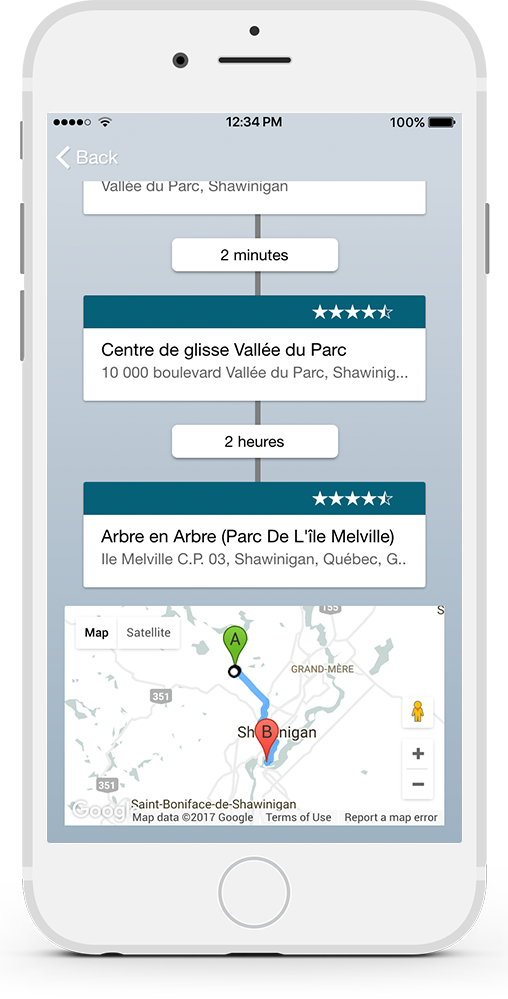 12:34 PM
100%
Back
Vallée du Parc, Shawinigan
2 minutes
Centre de glisse Vallée du Parc
10 000 boulevard Vallée du Parc, Shawinig...
2 heures
Arbre en Arbre (Parc De L'île Melville)
Ile Melville C.P. 03, Shawinigan, Québec, G..
155
S
Map
Satellite
A
GRAND-MÈRE
351
B
+
−
351
Saint-Boniface-de-Shawinigan
Google
Map data ©2017 Google
Terms of Use
Report a map error